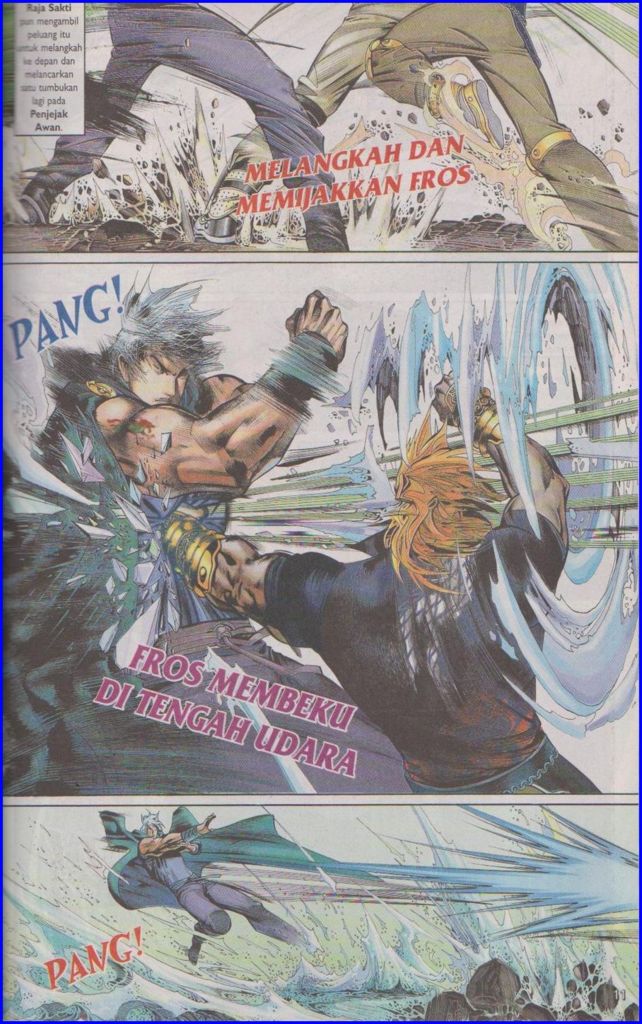 Raja Sakti
pun mengambil
peluang itu
untuk melangkah
ke depan dan
melancarkan
satu tumbukan
lagi pada
Penjejak
Awan.
MELANGKAH DAN
MEMIJAKKAN FROS
PANG!
FROS MEMBEKU
DI TENGAH UDARA
PANG!